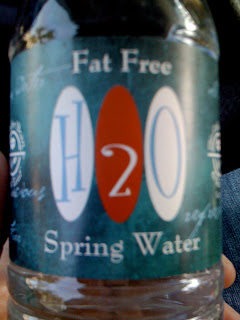 Fat Free
H2O
Spring Water